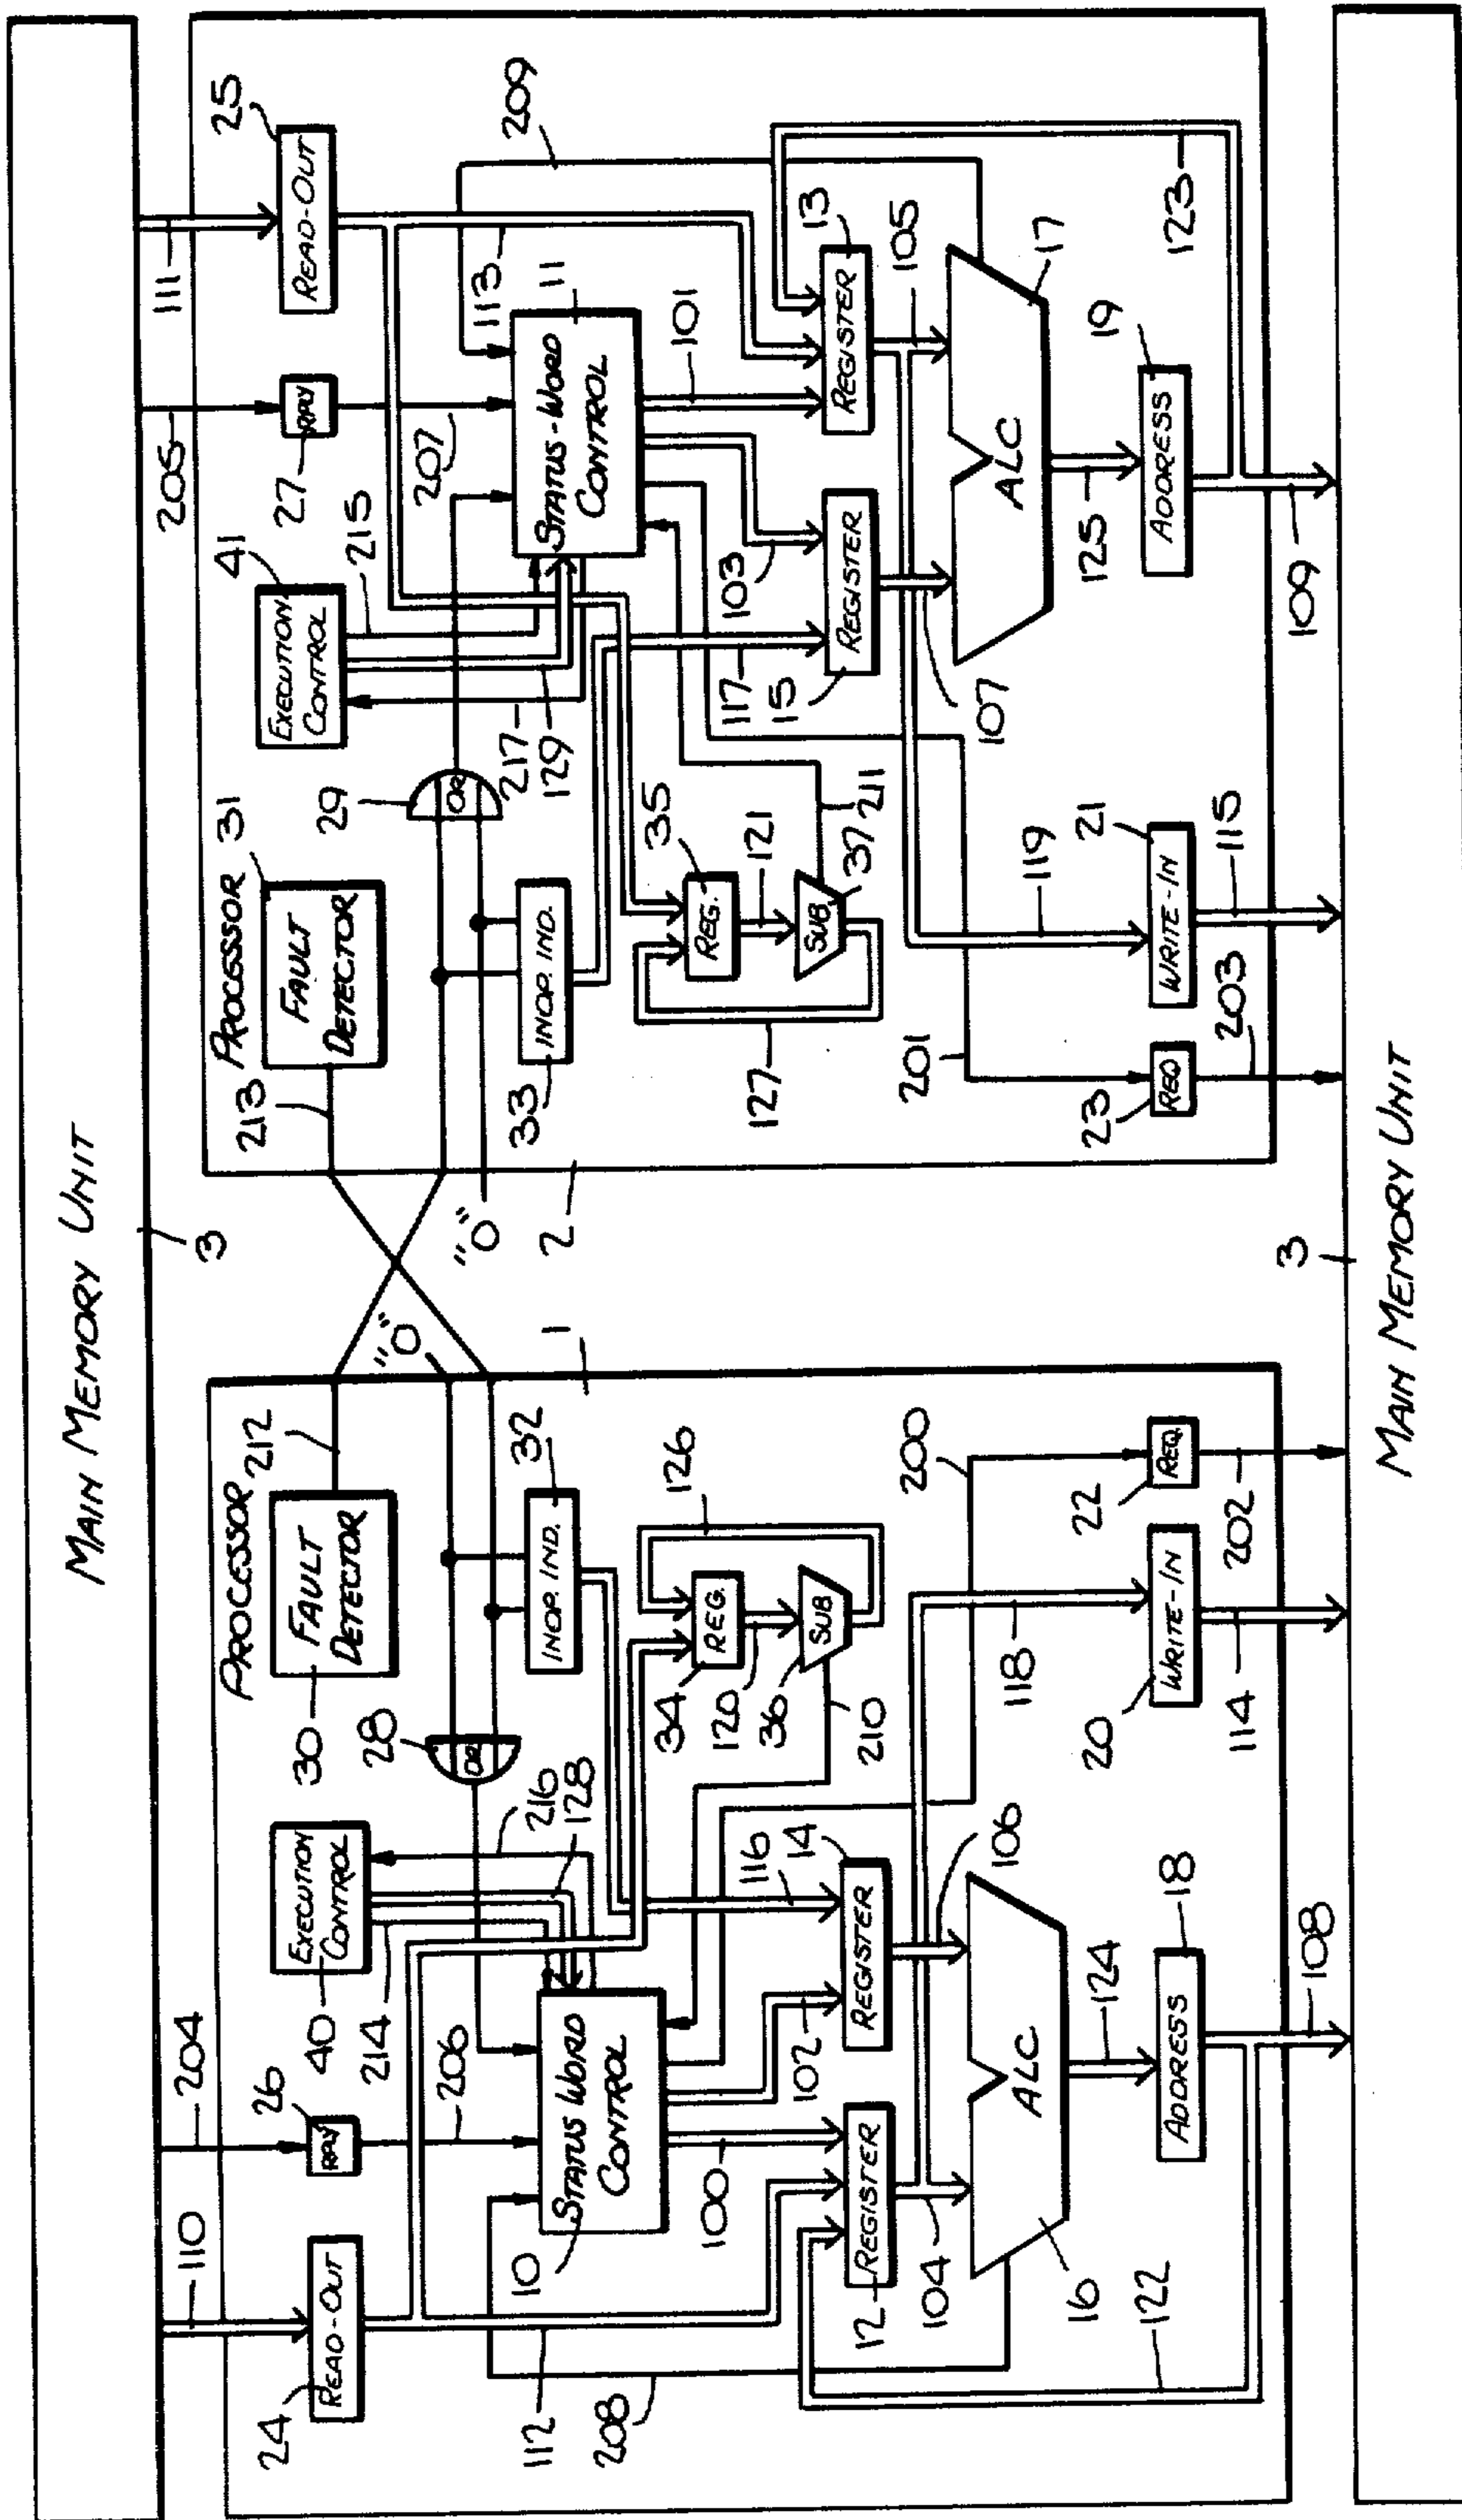 MAIN MEMORY UNIT
3
110
204
24
READ-OUT
26
RPY
EXECUTION
CONTROL
40
214
206
PROCESSOR
30
FAULT
DETECTOR
212
28
OR
216
128
INOP. IND.
32
"0"
1
112
208
10
STATUS WORD
CONTROL
100
102
116
34
REG.
120
36
SUB
126
210
12
REGISTER
14
REGISTER
104
106
16
ALC
124
122
18
ADDRESS
108
118
20
WRITE-IN
114
200
22
REQ.
202
PROCESSOR
31
213
FAULT
DETECTOR
29
OR
"0"
2
33
INOP. IND.
41
EXECUTION
CONTROL
215
217
129
205
27
RPY
207
111
25
READ-OUT
209
113
11
STATUS-WORD
CONTROL
101
103
117
35
REG.
121
37
SUB
127
211
15
REGISTER
13
REGISTER
105
107
17
ALC
125
19
ADDRESS
109
123
119
21
WRITE-IN
115
201
23
REQ
203
3
MAIN MEMORY UNIT